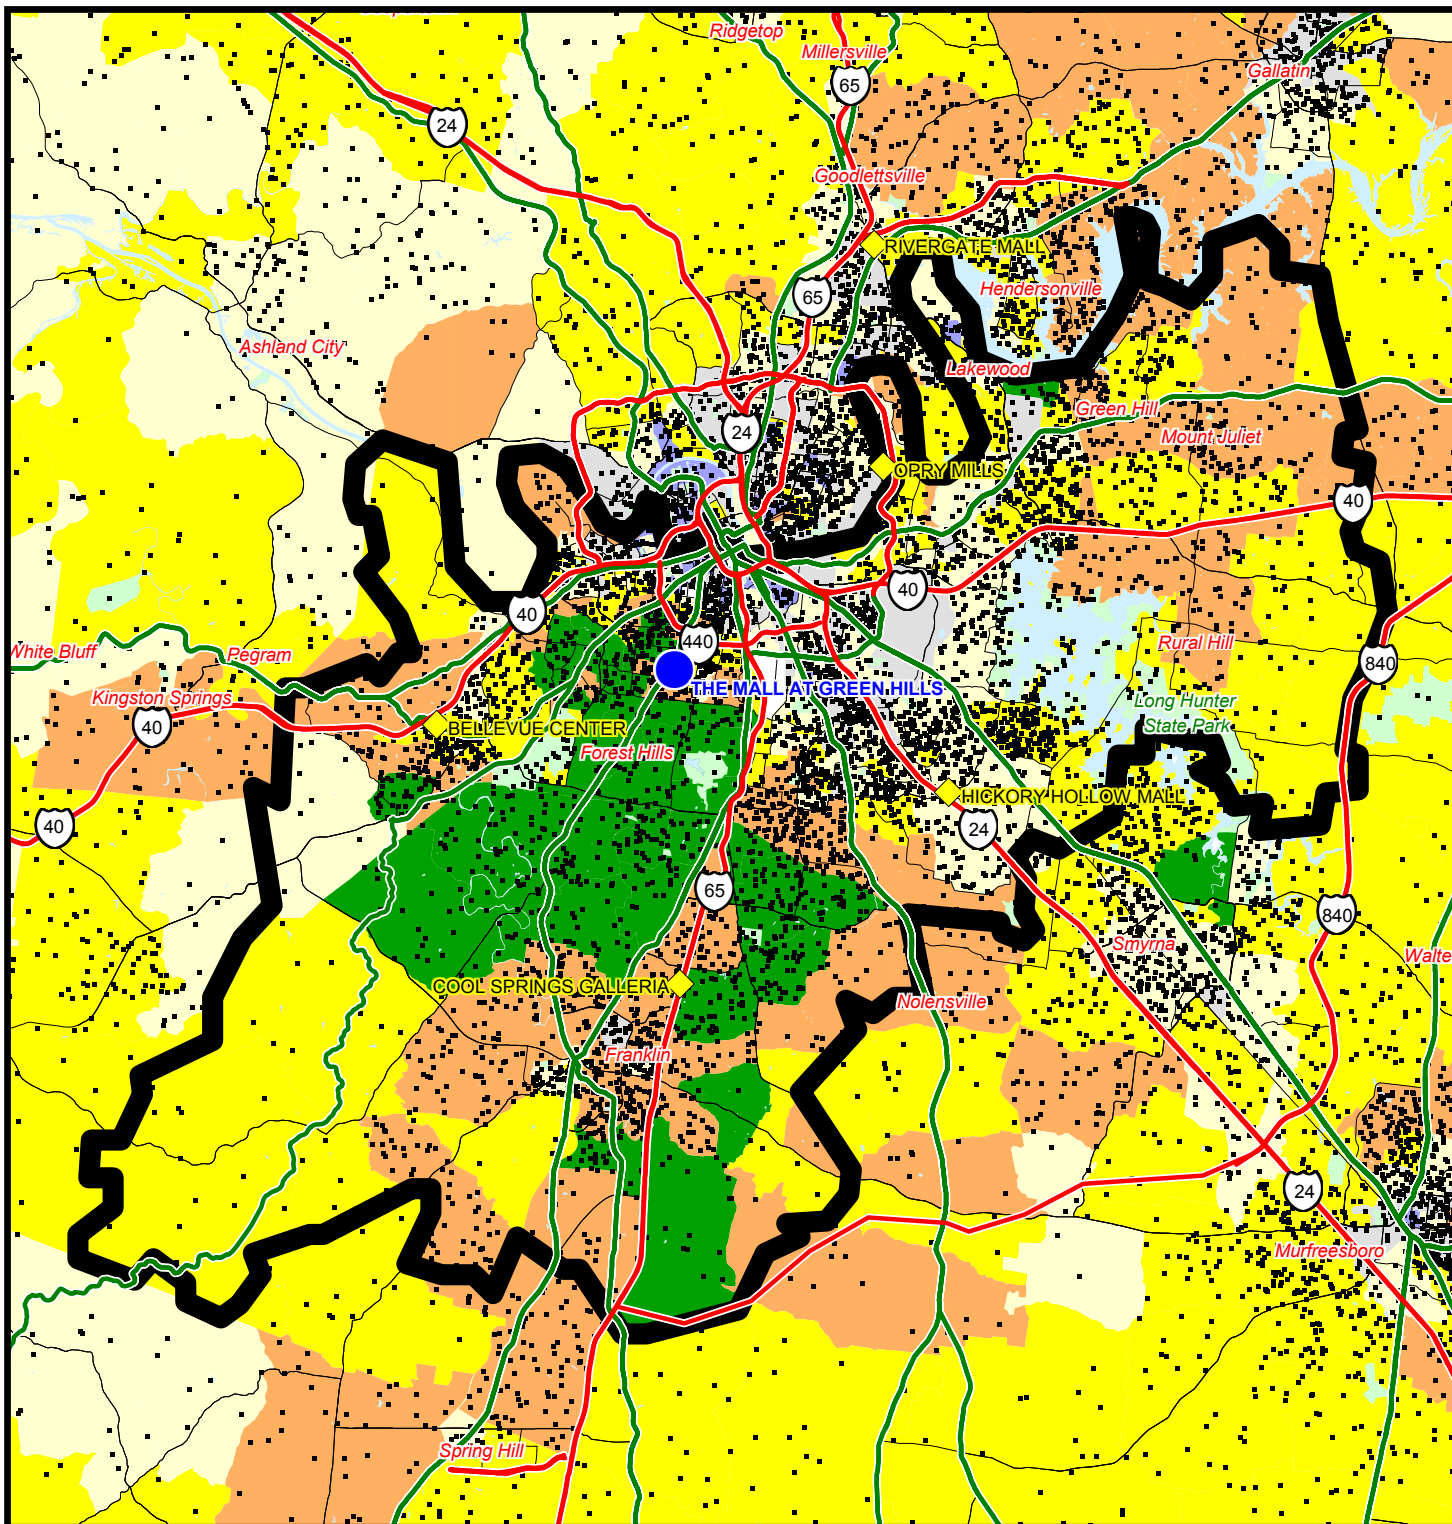 Ridgetop
Millersville
65
Gallatin
24
Goodlettsville
RIVERGATE MALL
Hendersonville
65
Ashland City
Lakewood
Green Hill
24
Mount Juliet
OPRY MILLS
40
40
40
440
White Bluff
Pegram
Rural Hill
840
THE MALL AT GREEN HILLS
Kingston Springs
40
Long Hunter
State Park
BELLEVUE CENTER
Forest Hills
HICKORY HOLLOW MALL
40
24
65
840
Smyrna
Walte
COOL SPRINGS GALLERIA
Nolensville
Franklin
24
Murfreesboro
Spring Hill